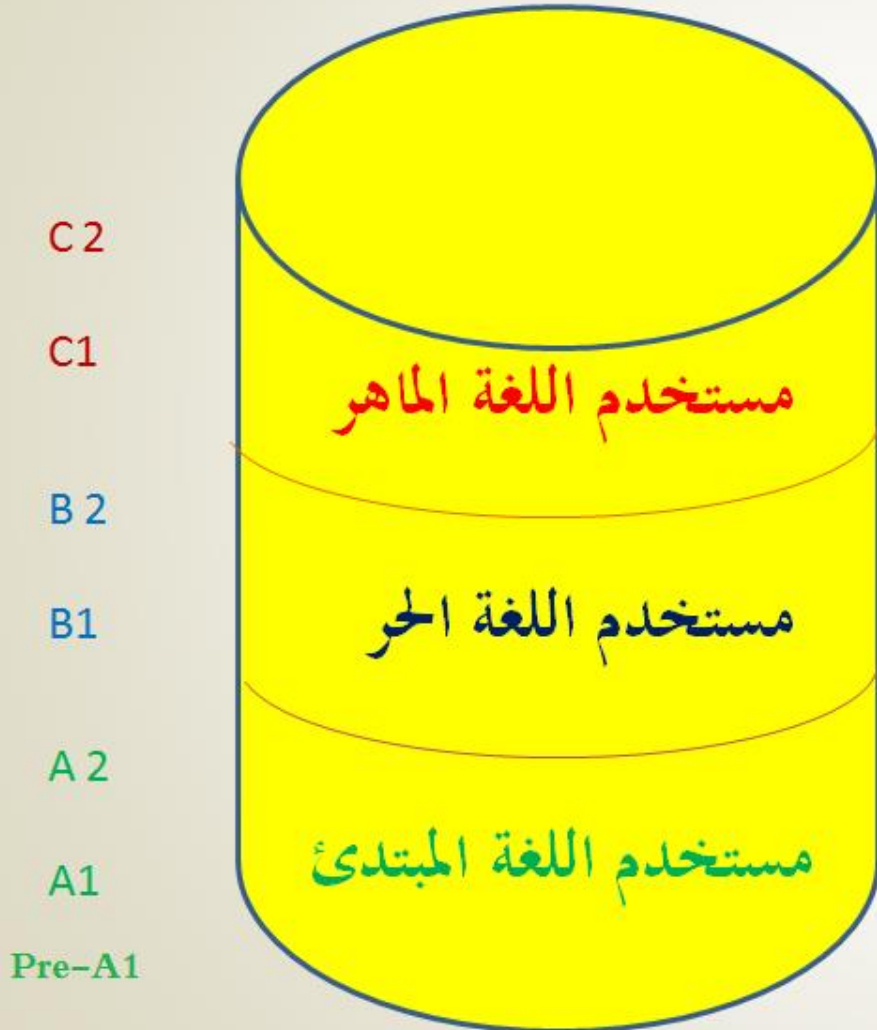 C 2
C1
مستخدم اللغة الماهر
B 2
B1
مستخدم اللغة الحر
A 2
A1
مستخدم اللغة المبتدئ
Pre-A1